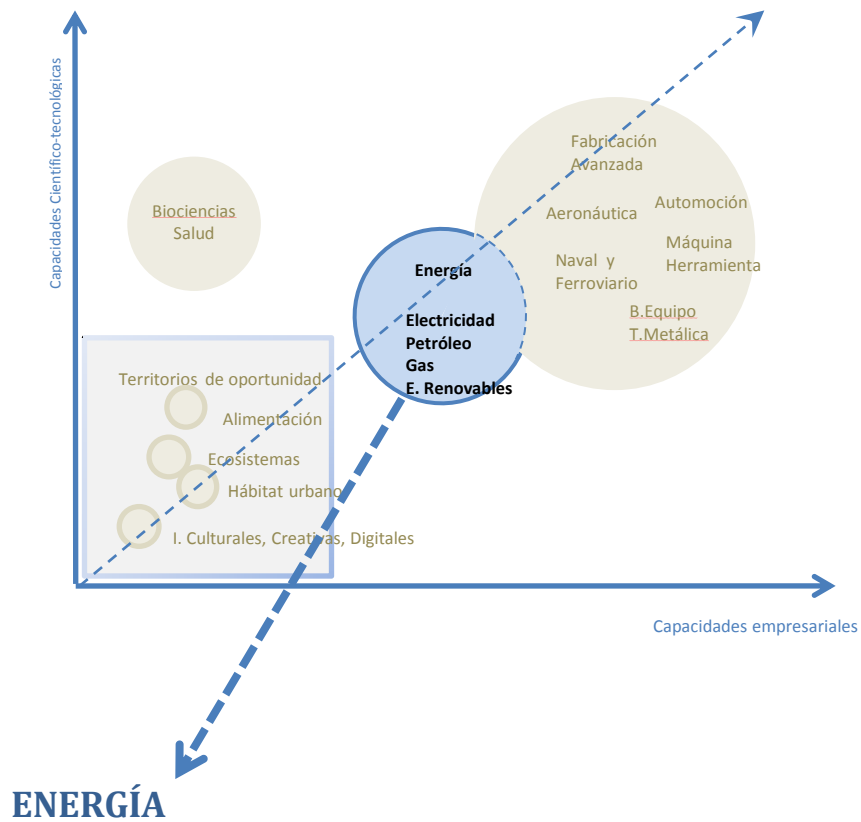 Capacidades Científico-tecnológicas
Fabricación
Avanzada
Biociencias
Salud
Aeronáutica
Automoción
Naval y
Ferroviario
Máquina
Herramienta
B.Equipo
T.Metálica
Energía
Electricidad
Petróleo
Gas
E. Renovables
Territorios de oportunidad
Alimentación
Ecosistemas
Hábitat urbano
I. Culturales, Creativas, Digitales
Capacidades empresariales
ENERGÍA